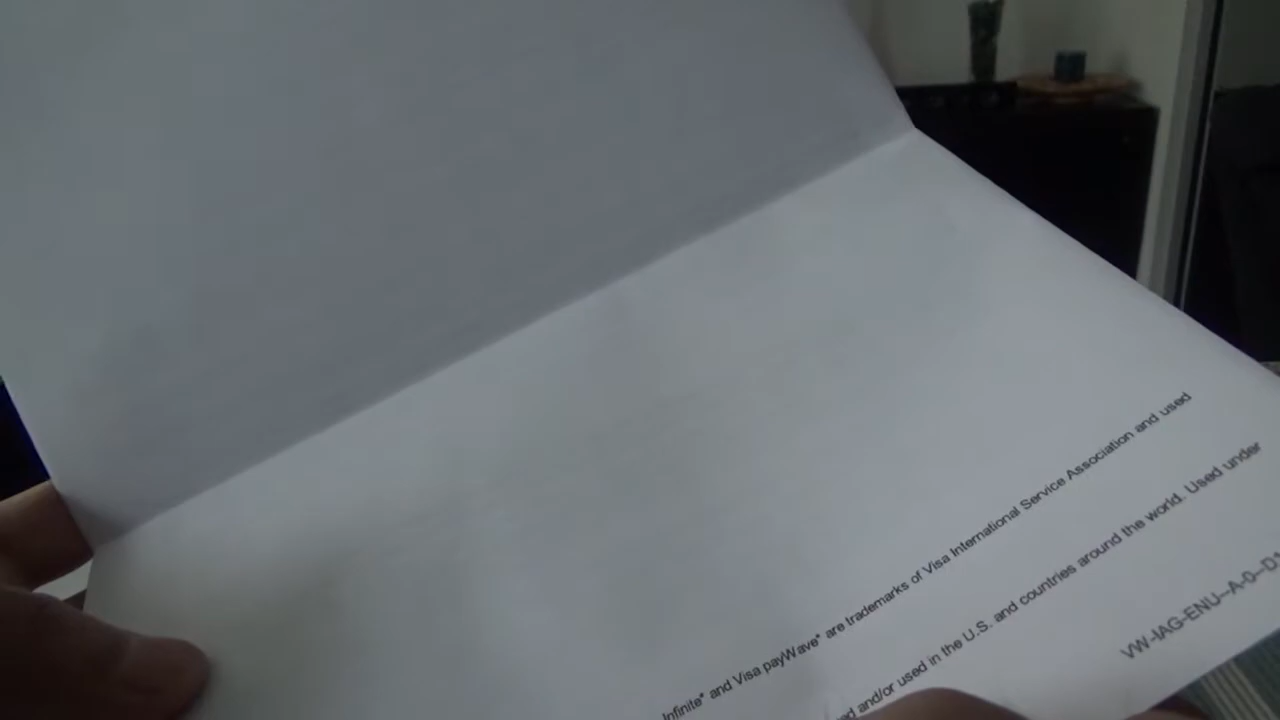 Infinite* and Visa payWave* are trademarks of Visa International Service Association and used
and/or used in the U.S. and countries around the world. Used under
VW-IAG-ENU--A-0--D